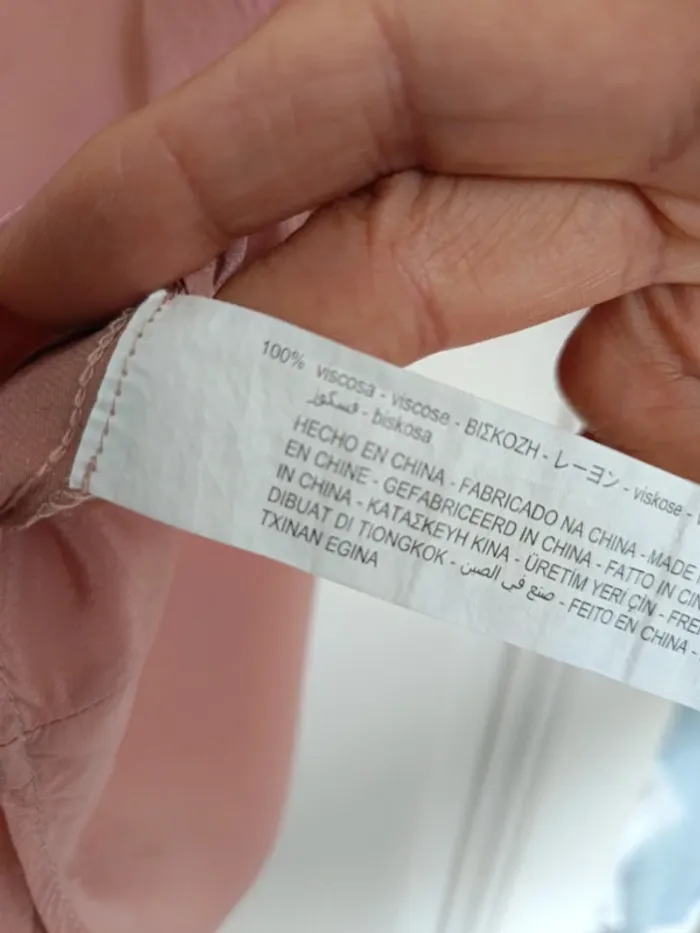 100% viscosa - viscose - ΒΙΣΚΟΖΗ - レーヨン - viskose -
فسكوز - biskosa
HECHO EN CHINA - FABRICADO NA CHINA - MADE
EN CHINE - GEFABRICEERD IN CHINA - FATTO IN CIN
IN CHINA - ΚΑΤΑΣΚΕΥΗ ΚΙΝΑ - ÜRETİM YERİ ÇİN - FRE
DIBUAT DI TIONGKOK - صنع في الصين - FEITO EN CHINA -
TXINAN EGINA